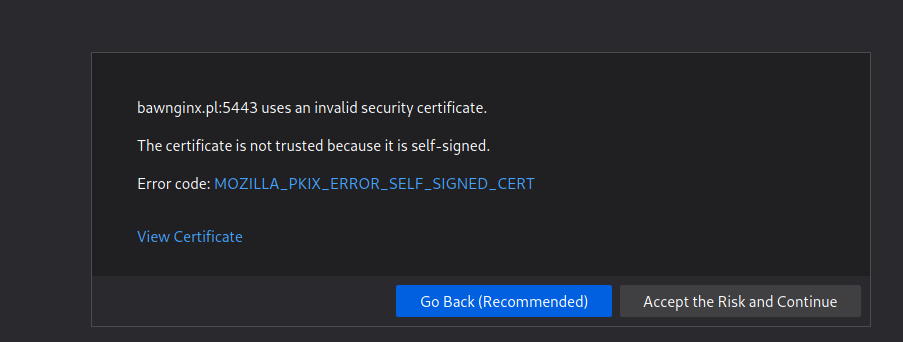 bawnginx.pl:5443 uses an invalid security certificate.
The certificate is not trusted because it is self-signed.
Error code: MOZILLA_PKIX_ERROR_SELF_SIGNED_CERT
View Certificate
Go Back (Recommended)
Accept the Risk and Continue